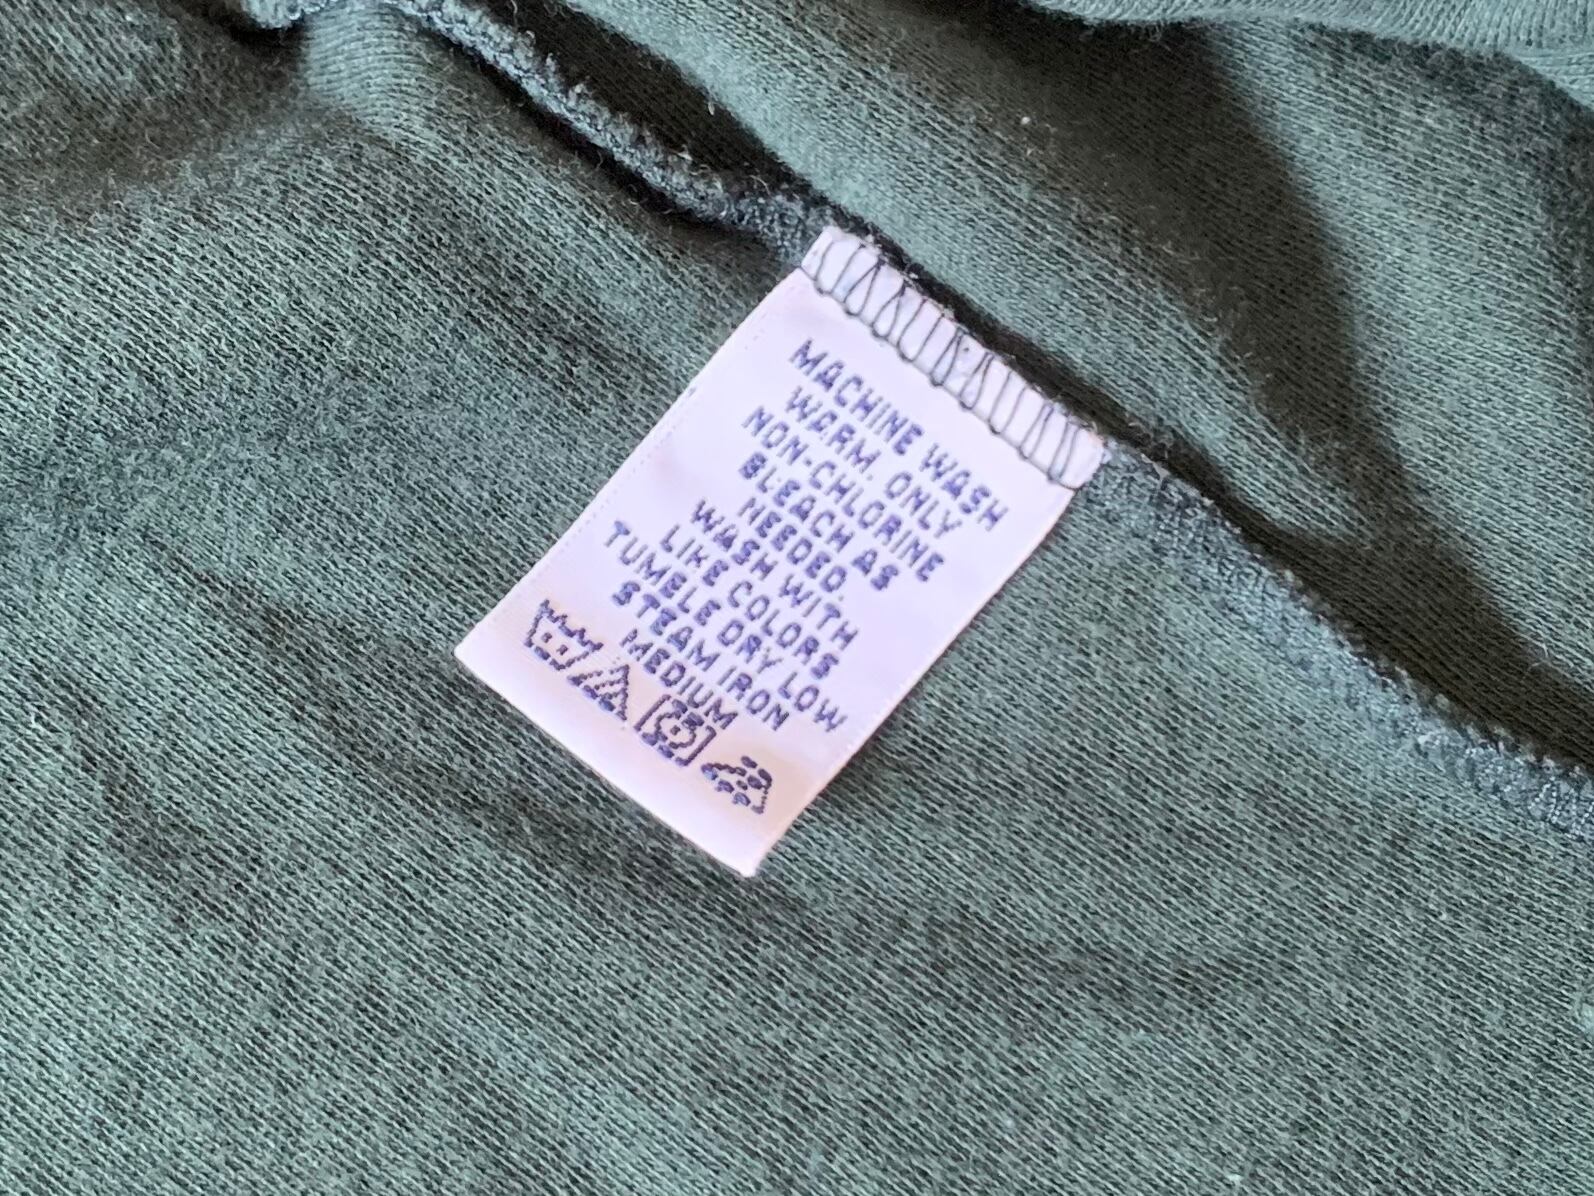 MACHINE WASH
WARM. ONLY
NON-CHLORINE
BLEACH AS
NEEDED.
WASH WITH
LIKE COLORS
TUMBLE DRY LOW
STEAM IRON
MEDIUM